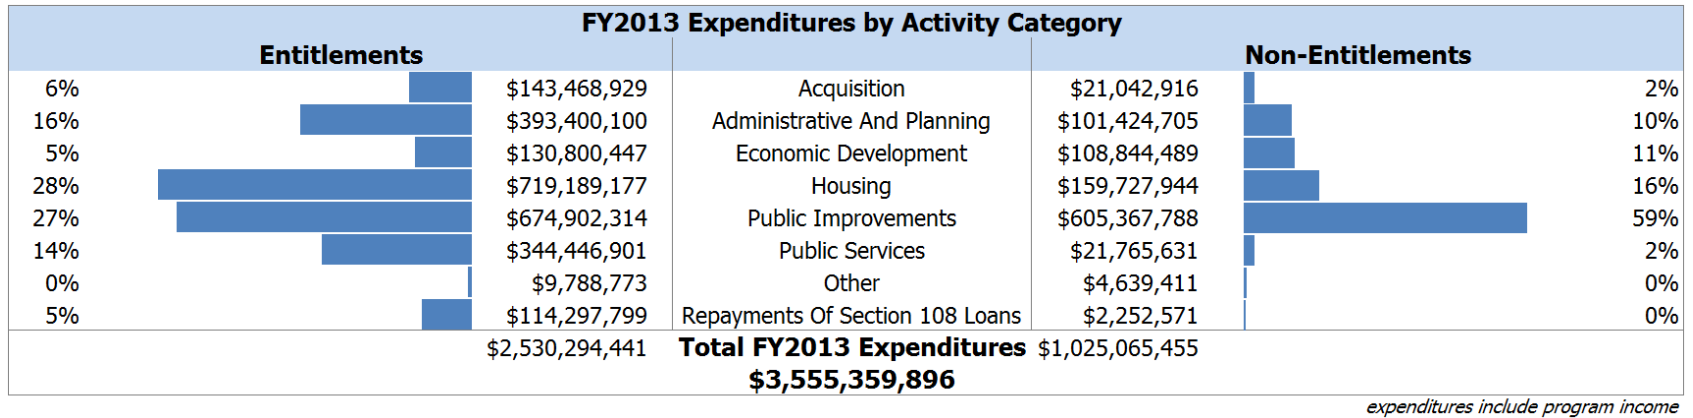 FY2013 Expenditures by Activity Category
Entitlements Non-Entitlements
6% $143,468,929 Acquisition $21,042,916 2%
16% $393,400,100 Administrative And Planning $101,424,705 10%
5% $130,800,447 Economic Development $108,844,489 11%
28% $719,189,177 Housing $159,727,944 16%
27% $674,902,314 Public Improvements $605,367,788 59%
14% $344,446,901 Public Services $21,765,631 2%
0% $9,788,773 Other $4,639,411 0%
5% $114,297,799 Repayments Of Section 108 Loans $2,252,571 0%
$2,530,294,441 Total FY2013 Expenditures $1,025,065,455
$3,555,359,896
expenditures include program income